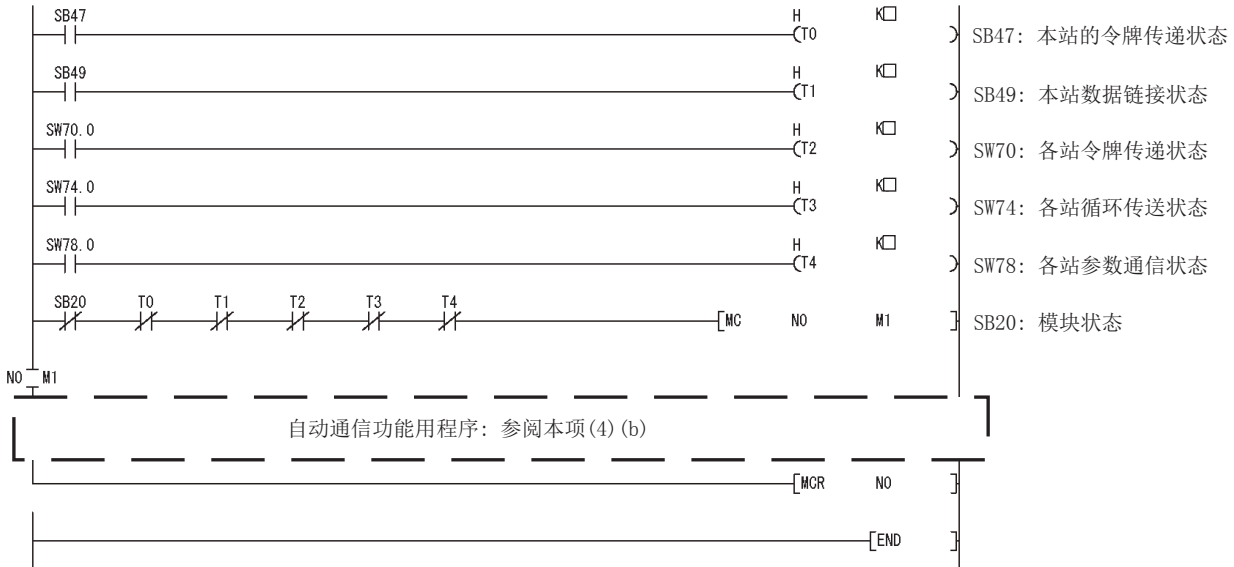 SB47 H K□
(T0 ) SB47: 本站的令牌传递状态
SB49 H K□
(T1 ) SB49: 本站数据链接状态
SW70.0 H K□
(T2 ) SW70: 各站令牌传递状态
SW74.0 H K□
(T3 ) SW74: 各站循环传送状态
SW78.0 H K□
(T4 ) SW78: 各站参数通信状态
SB20 T0 T1 T2 T3 T4
[MC N0 M1 ] SB20: 模块状态
N0 M1
自动通信功能用程序: 参阅本项(4)(b)
[MCR N0 ]
[END ]